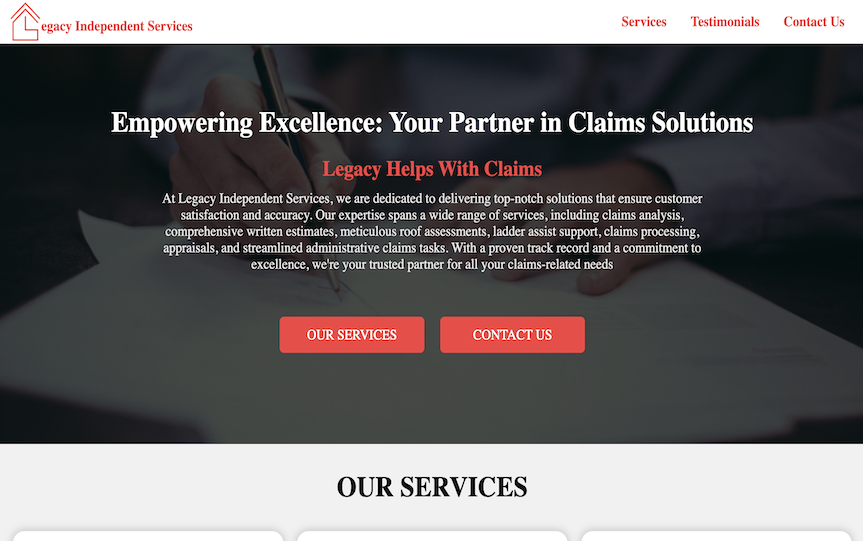 Legacy Independent Services
Services Testimonials Contact Us
Empowering Excellence: Your Partner in Claims Solutions
Legacy Helps With Claims
At Legacy Independent Services, we are dedicated to delivering top-notch solutions that ensure customer
satisfaction and accuracy. Our expertise spans a wide range of services, including claims analysis,
comprehensive written estimates, meticulous roof assessments, ladder assist support, claims processing,
appraisals, and streamlined administrative claims tasks. With a proven track record and a commitment to
excellence, we're your trusted partner for all your claims-related needs
OUR SERVICES CONTACT US
OUR SERVICES